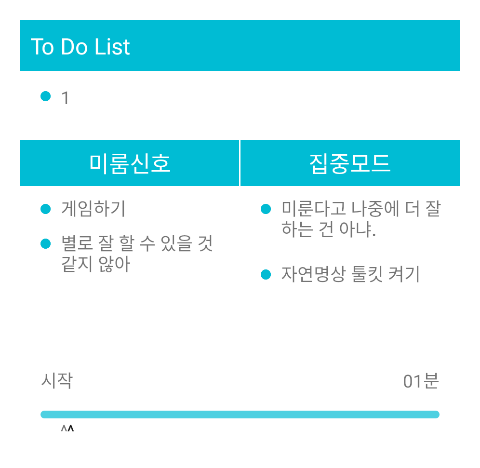 To Do List
1
미룸신호
집중모드
게임하기
별로 잘 할 수 있을 것
같지 않아
미룬다고 나중에 더 잘
하는 건 아냐.
자연명상 툴킷 켜기
시작
01분
^^